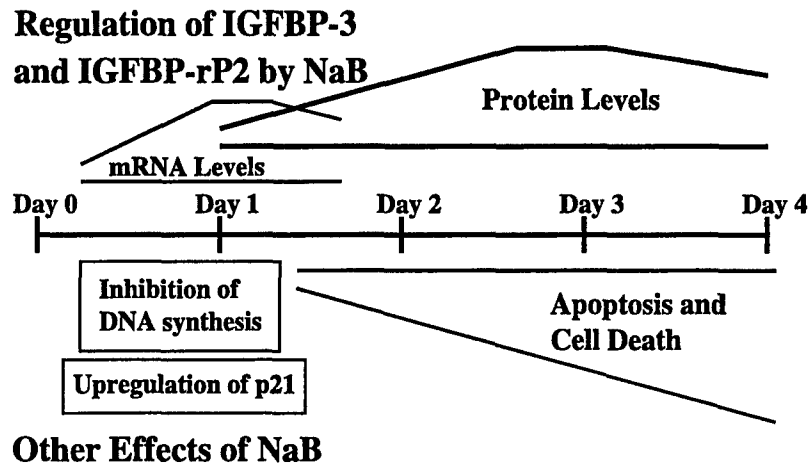 Regulation of IGFBP-3
and IGFBP-rP2 by NaB
Protein Levels
mRNA Levels
Day 0 Day 1 Day 2 Day 3 Day 4
Inhibition of
DNA synthesis
Apoptosis and
Cell Death
Upregulation of p21
Other Effects of NaB